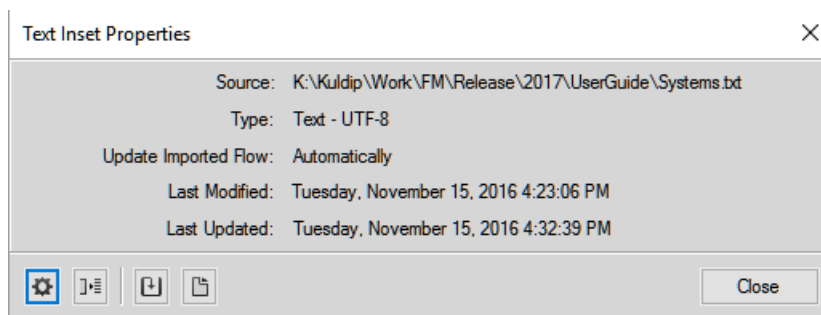 Text Inset Properties
Source: K:\Kuldip\Work\FM\Release\2017\UserGuide\Systems.txt
Type: Text - UTF-8
Update Imported Flow: Automatically
Last Modified: Tuesday, November 15, 2016 4:23:06 PM
Last Updated: Tuesday, November 15, 2016 4:32:39 PM
Close